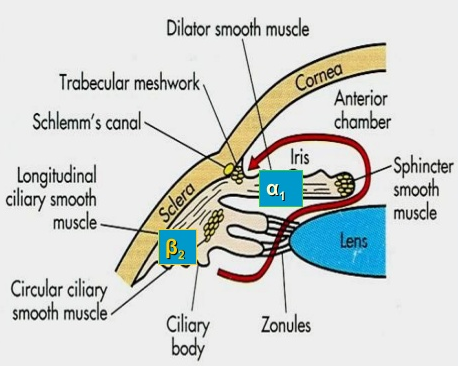 Dilator smooth muscle
Trabecular meshwork
Schlemm's canal
Cornea
Anterior
chamber
Iris
α1
Sphincter
smooth
muscle
Longitudinal
ciliary smooth
muscle
Sclera
β2
Lens
Circular ciliary
smooth muscle
Ciliary
body
Zonules